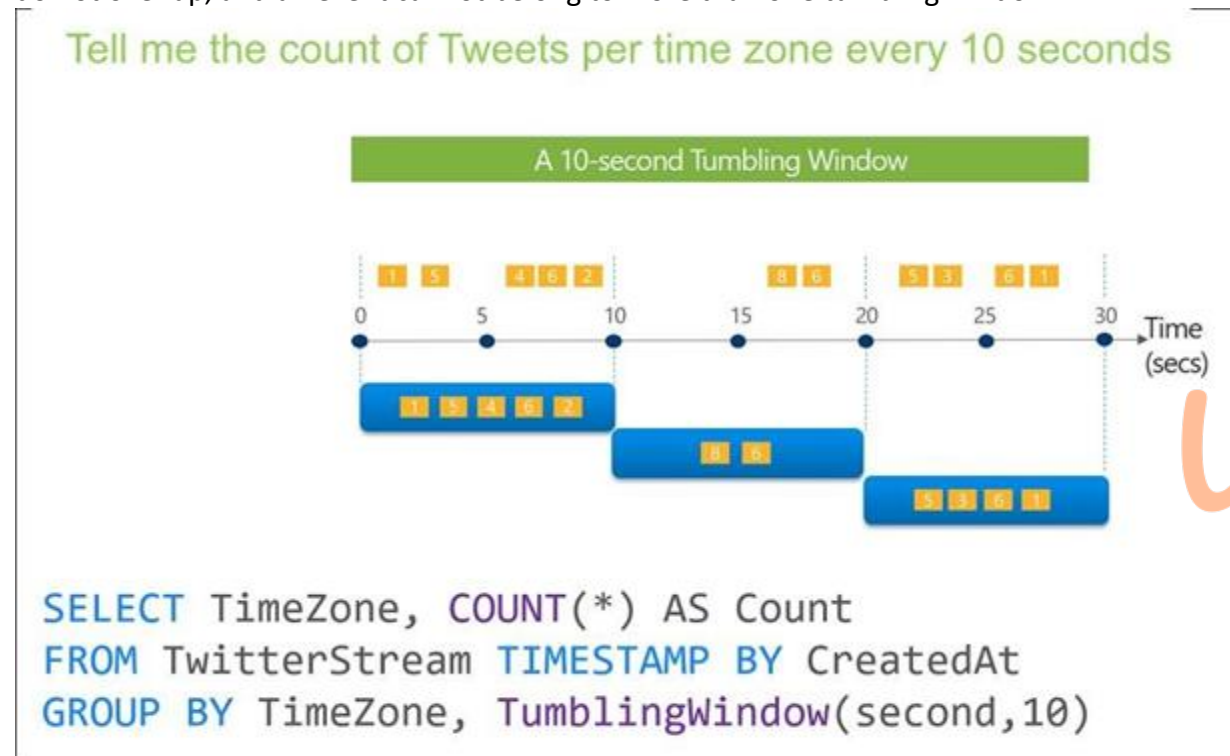 Tell me the count of Tweets per time zone every 10 seconds
A 10-second Tumbling Window
1 5 4 6 2 8 6 5 3 6 1
0 5 10 15 20 25 30
Time
(secs)
1 5 4 6 2
8 6
5 3 6 1
SELECT TimeZone, COUNT(*) AS Count
FROM TwitterStream TIMESTAMP BY CreatedAt
GROUP BY TimeZone, TumblingWindow(second,10)